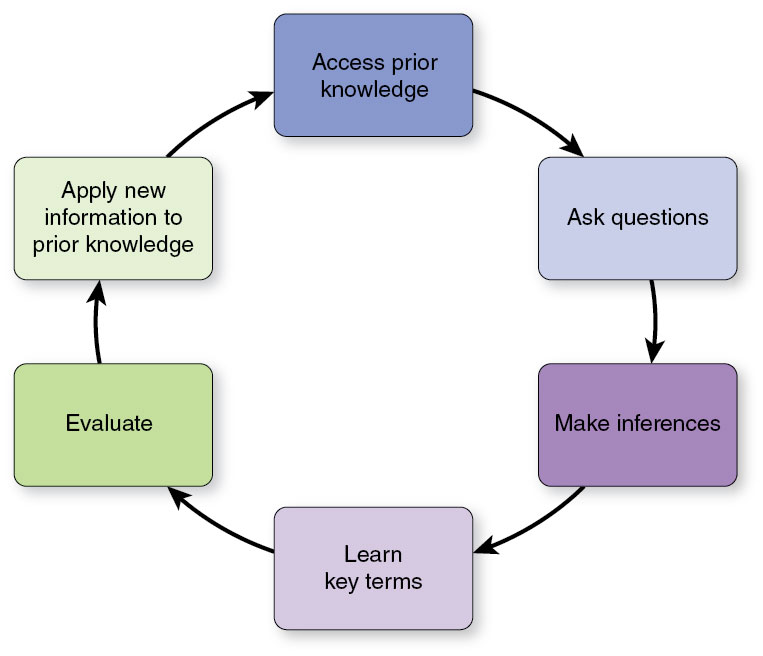 Access prior
knowledge
Ask questions
Make inferences
Learn
key terms
Evaluate
Apply new
information to
prior knowledge